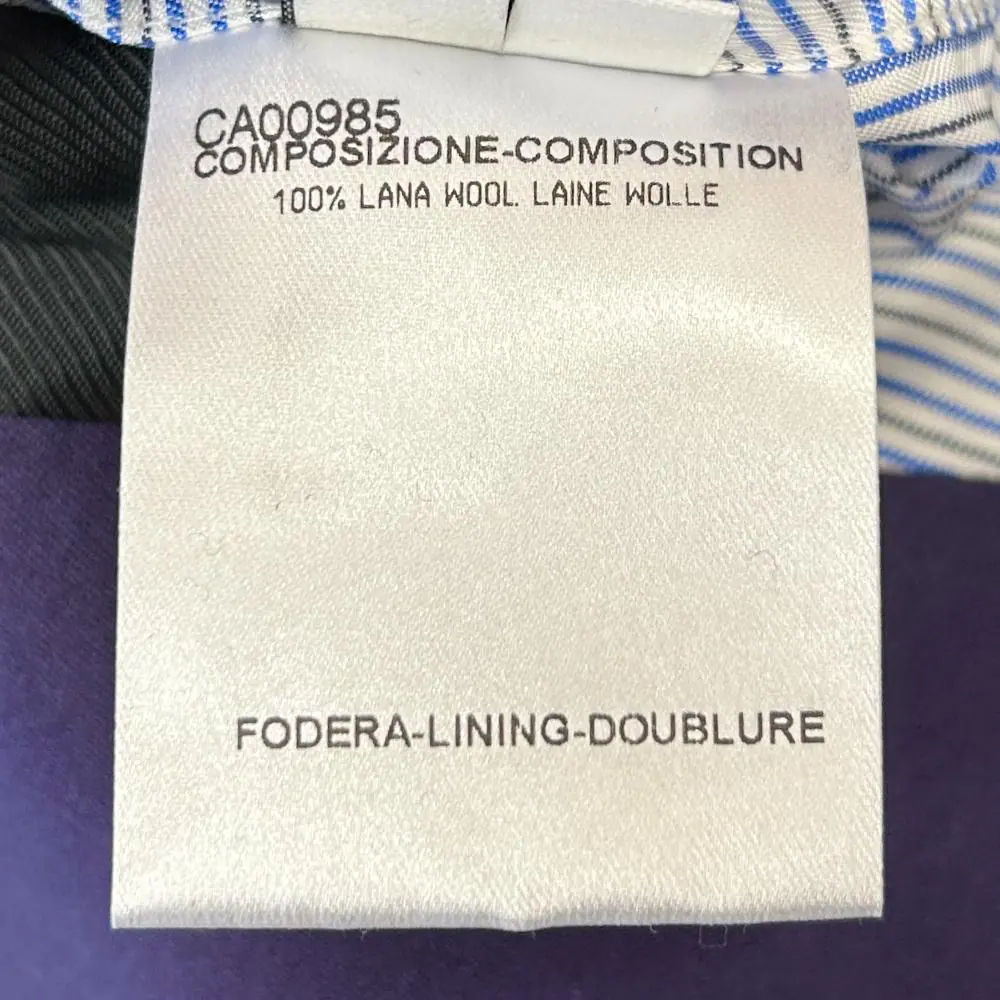 CA00985
COMPOSIZIONE-COMPOSITION
100% LANA WOOL. LAINE WOLLE
FODERA-LINING-DOUBLURE